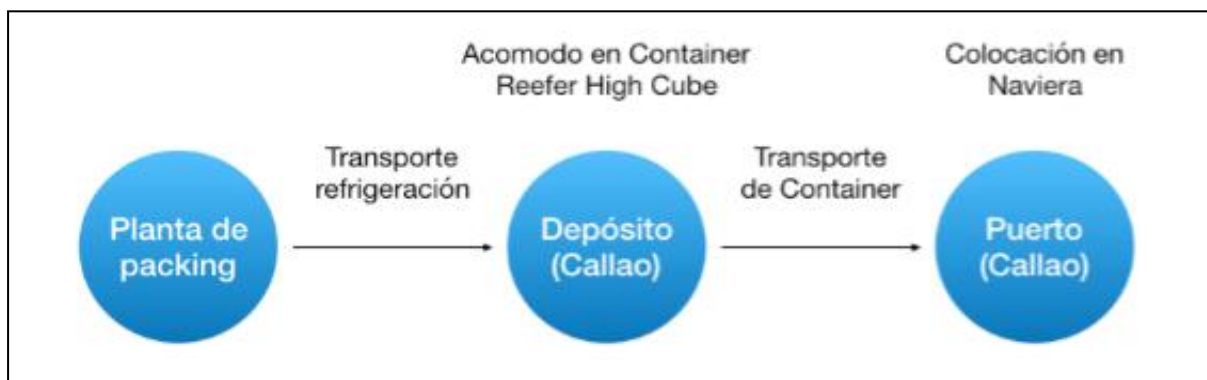 Acomodo en Container
Reefer High Cube
Colocación en
Naviera
Transporte
refrigeración
Transporte
de Container
Planta de
packing
Depósito
(Callao)
Puerto
(Callao)